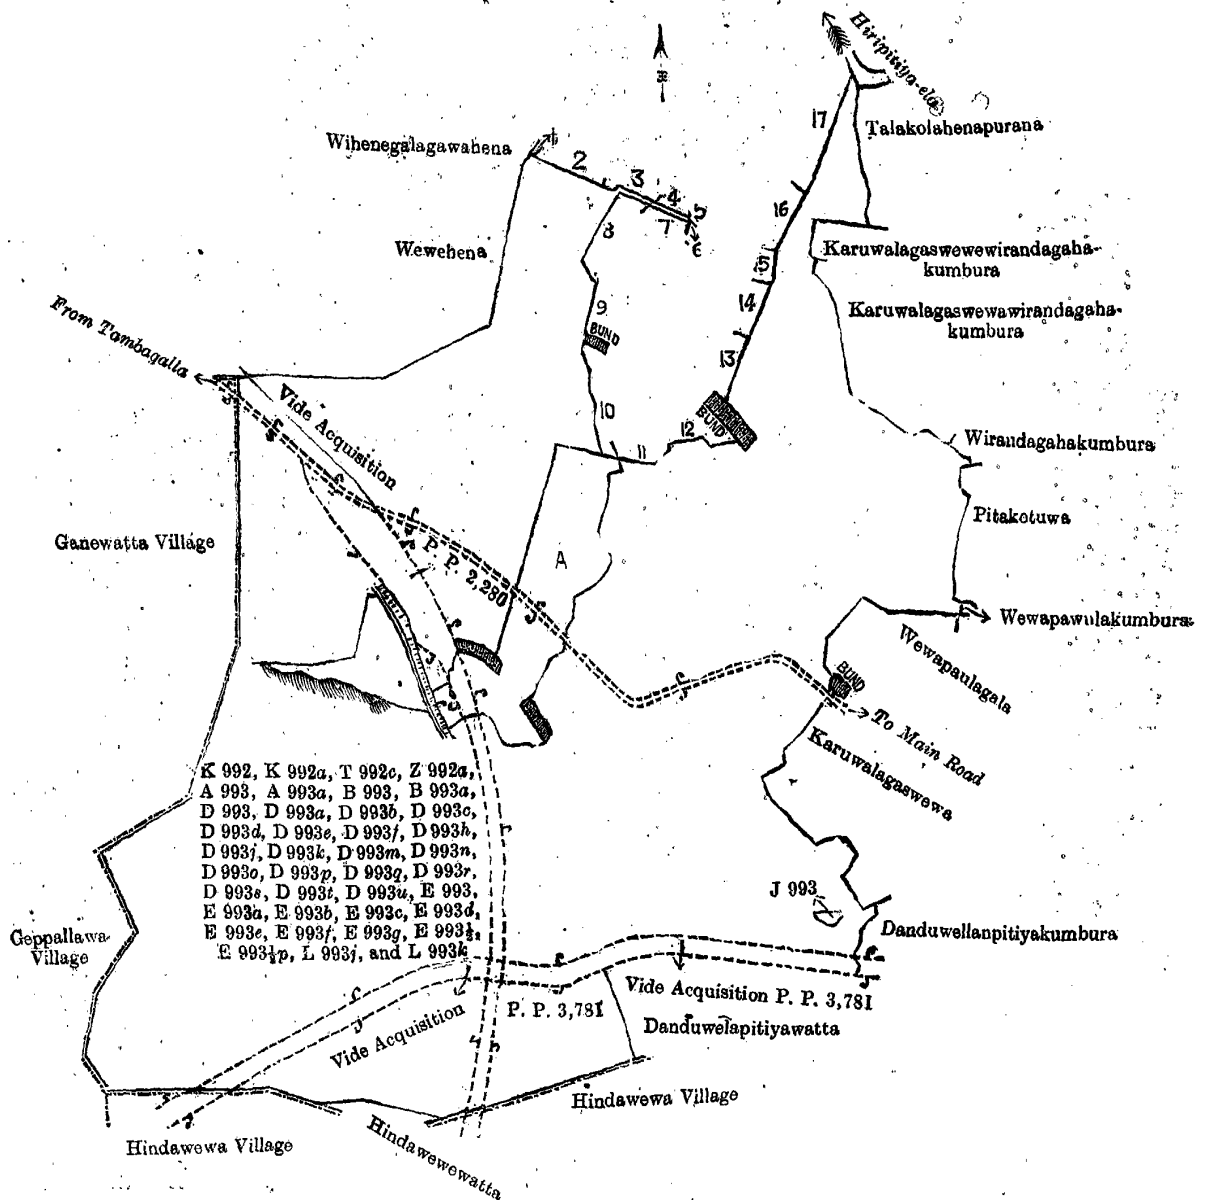 Hiripitiya-ela
17
Talakolahenapurana
Wihenegalagawahena
2
3
4
5
7
6
8
16
Wewehena
Karuwalagaswewewirandagaha-
kumbura
15
14
9
BUND
Karuwalagaswewawirandagaha-
kumbura
From Tambagalla
13
Vide Acquisition
10
BUND
12
11
Wirandagahakumbura
Pitakotuwa
Ganewatta Village
P. P. 2,280
A
Wewapawulakumbura
Wewapaulagala
BUND
To Main Road
Karuwalagaswewa
K 992, K 992a, T 992c, Z 992a,
A 993, A 993a, B 993, B 993a,
D 993, D 993a, D 993b, D 993c,
D 993d, D 993e, D 993f, D 993h,
D 993j, D 993k, D 993m, D 993n,
D 993o, D 993p, D 993q, D 993r,
D 993s, D 993t, D 993u, E 993,
E 993a, E 993b, E 993c, E 993d,
E 993e, E 993f, E 993g, E 993½,
E 993½p, L 993j, and L 993k
J 993
Danduwellanpitiyakumbura
Geppallawa
Village
Vide Acquisition P. P. 3,781
P. P. 3,781
Vide Acquisition
Danduwelapitiyawatta
Hindawewa Village
Hindawewa Village
Hindawewewatta